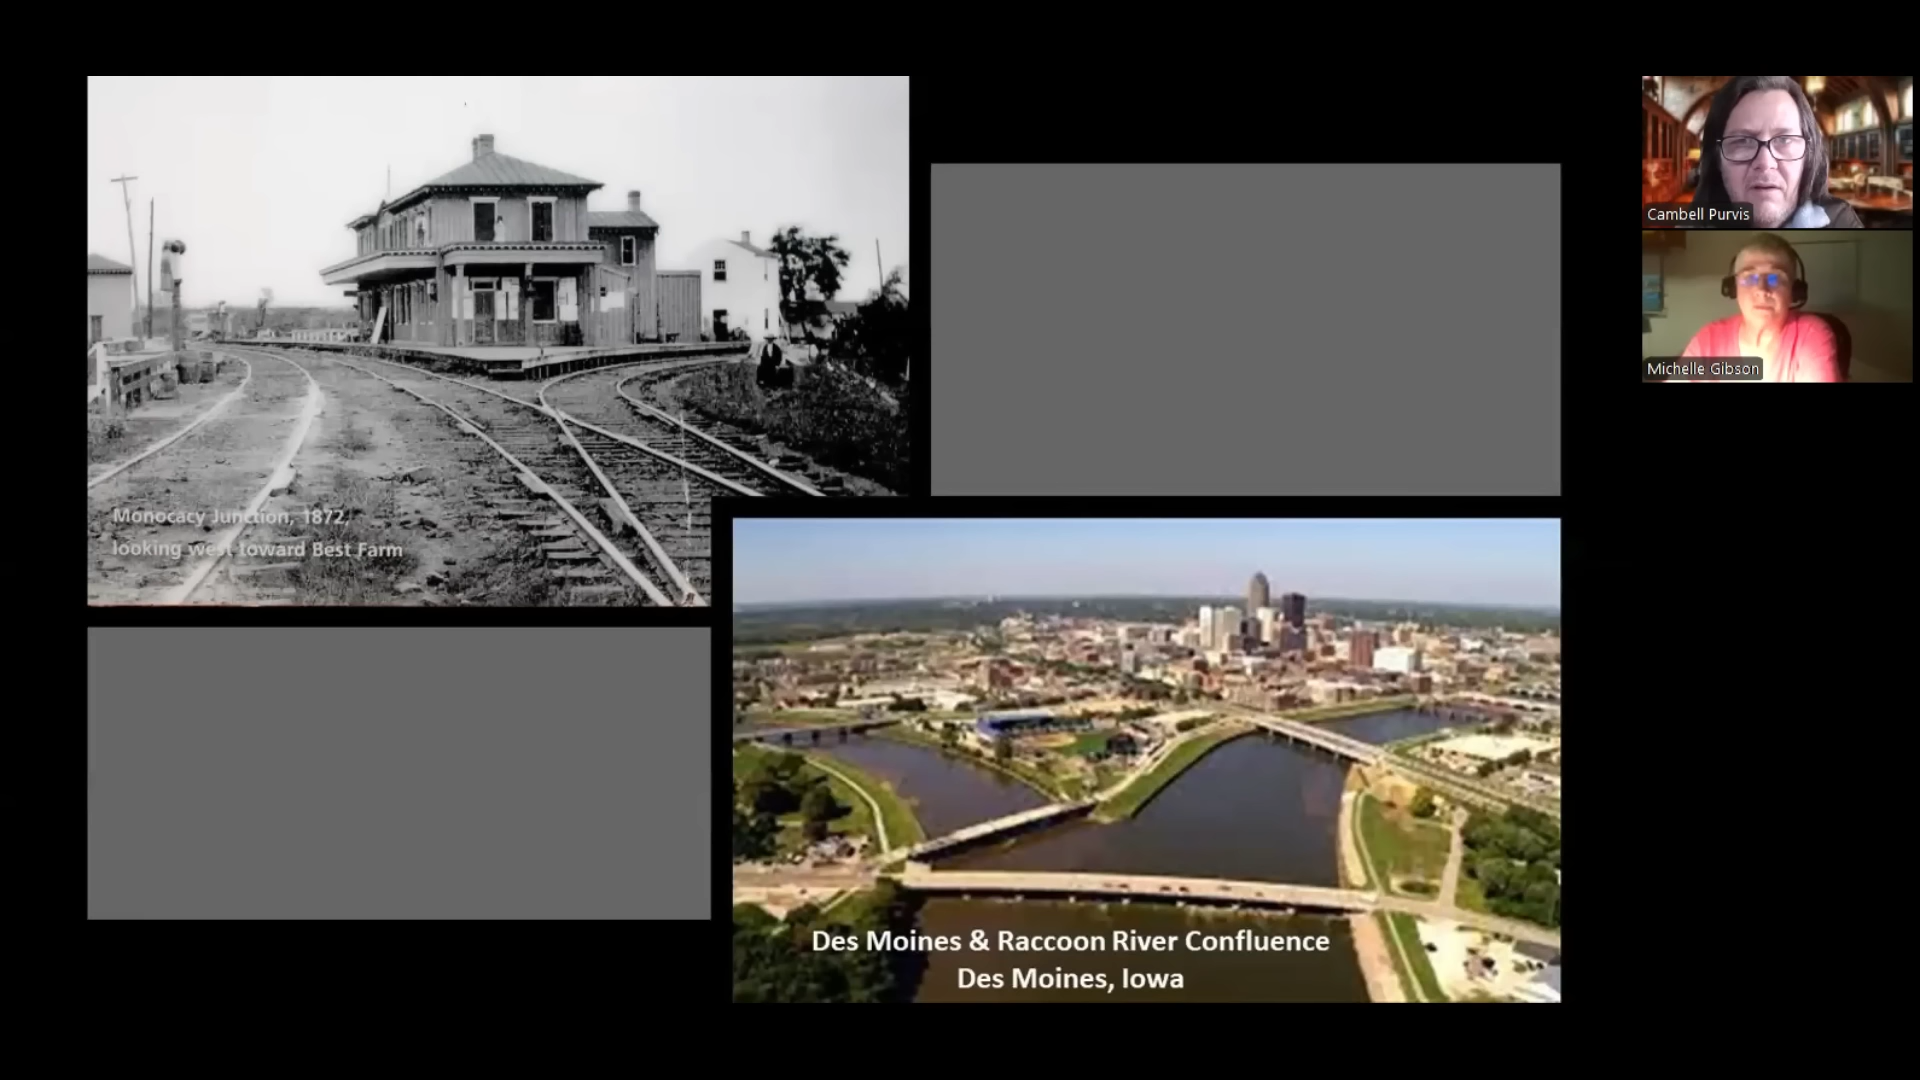 Monocacy Junction, 1872,
looking west toward Best Farm
Des Moines & Raccoon River Confluence
Des Moines, Iowa
Cambell Purvis
Michelle Gibson